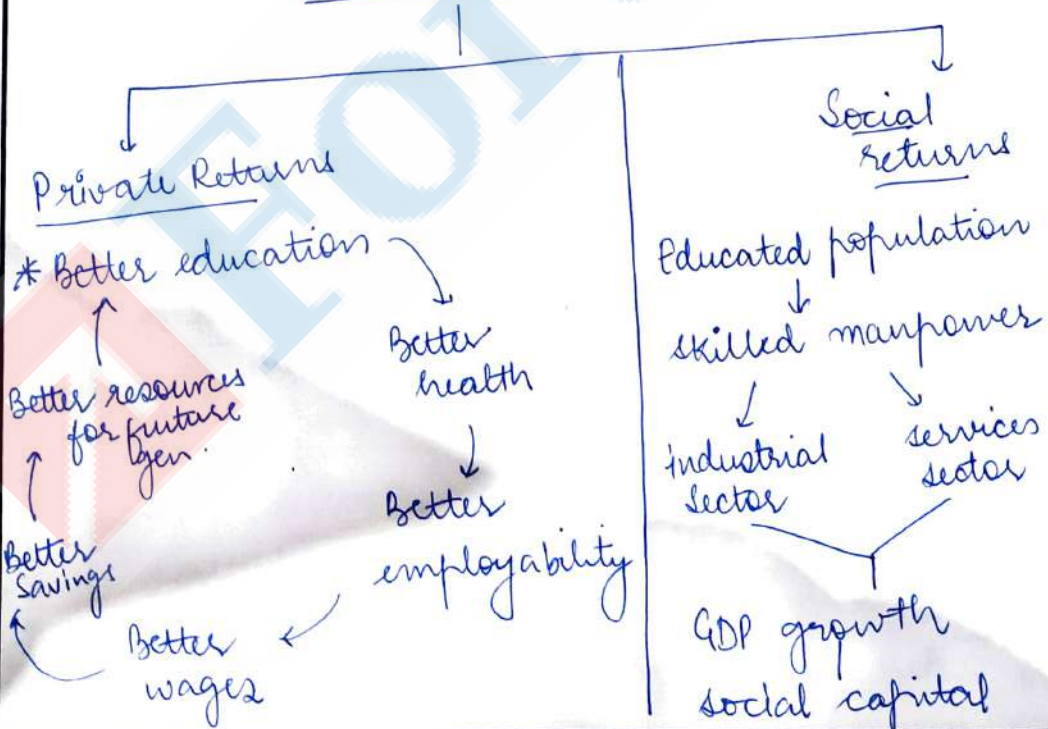 Private Returns
* Better education
Better
health
Better
employability
Better
wages
Better
Savings
Better resources
for future
gen.
Social
returns
Educated population
skilled manpower
industrial
sector
services
sector
GDP growth
social capital